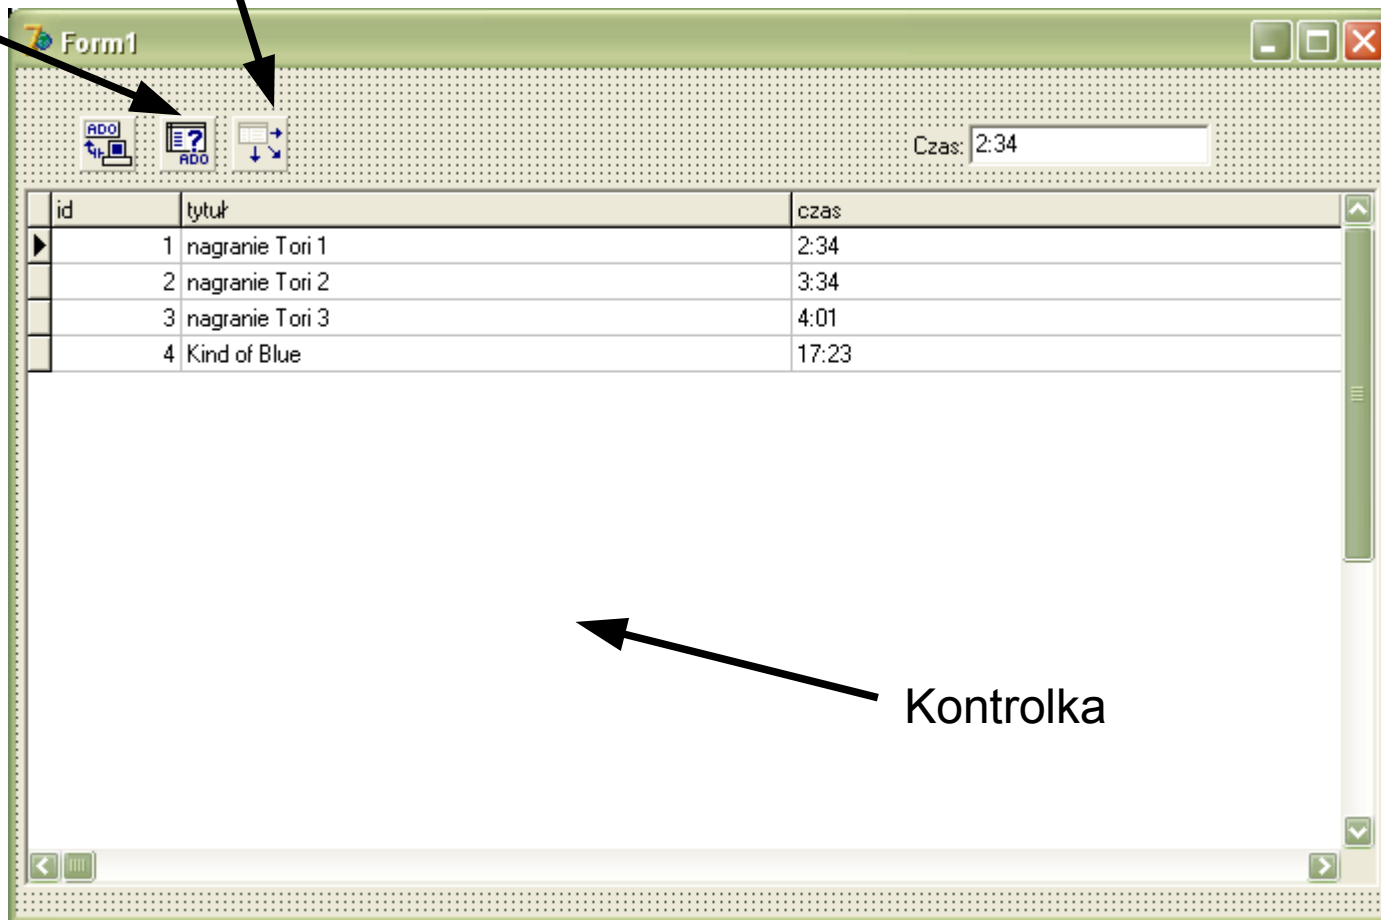 Form1
ADO
ADO
Czas: 2:34
id tytuł czas
1 nagranie Tori 1 2:34
2 nagranie Tori 2 3:34
3 nagranie Tori 3 4:01
4 Kind of Blue 17:23
Kontrolka